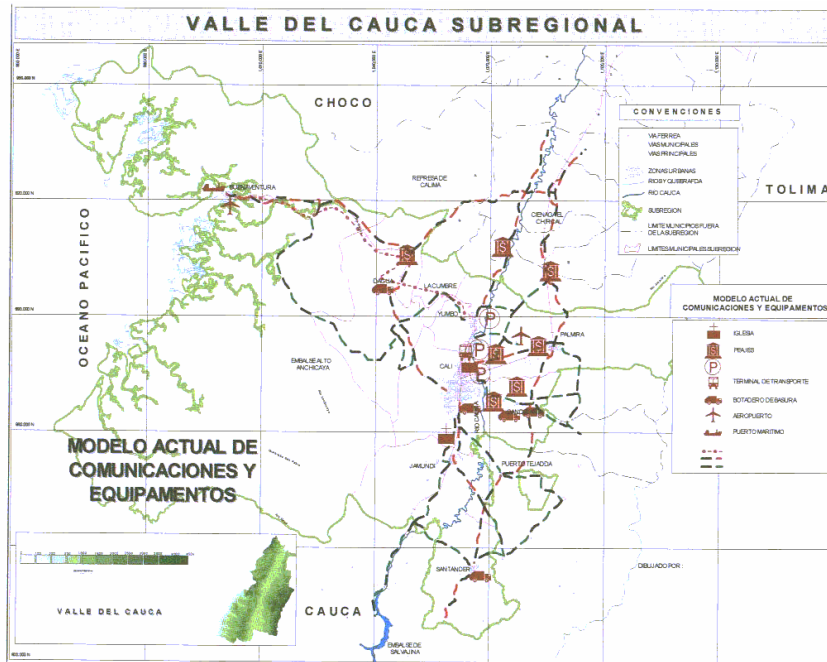 VALLE DEL CAUCA SUBREGIONAL
CHOCO
CONVENCIONES
VIA FERREA
VIAS MUNICIPALES
VIAS PRINCIPALES
ZONAS URBANAS
RIOS Y QUEBRADA
RIO CAUCA
SUBREGION
LIMITE MUNICIPIOS FUERA
DE LA SUBREGION
LIMITES MUNICIPALES SUBREGION
TOLIMA
REPRESA DE
CALIMA
BUENAVENTURA
OCEANO PACIFICO
DAGUA
LA CUMBRE
YUMBO
PALMIRA
EMBALSE ALTO
ANCHICAYA
CALI
MODELO ACTUAL DE
COMUNICACIONES Y EQUIPAMENTOS
IGLESIA
PEAJES
TERMINAL DE TRANSPORTE
BOTADERO DE BASURA
AEROPUERTO
PUERTO MARITIMO
MODELO ACTUAL DE
COMUNICACIONES Y
EQUIPAMENTOS
JAMUNDI
PUERTO TEJADDA
SANTANDER
DIBUJADO POR :
VALLE DEL CAUCA
CAUCA
EMBALSE DE
SALVAJINA